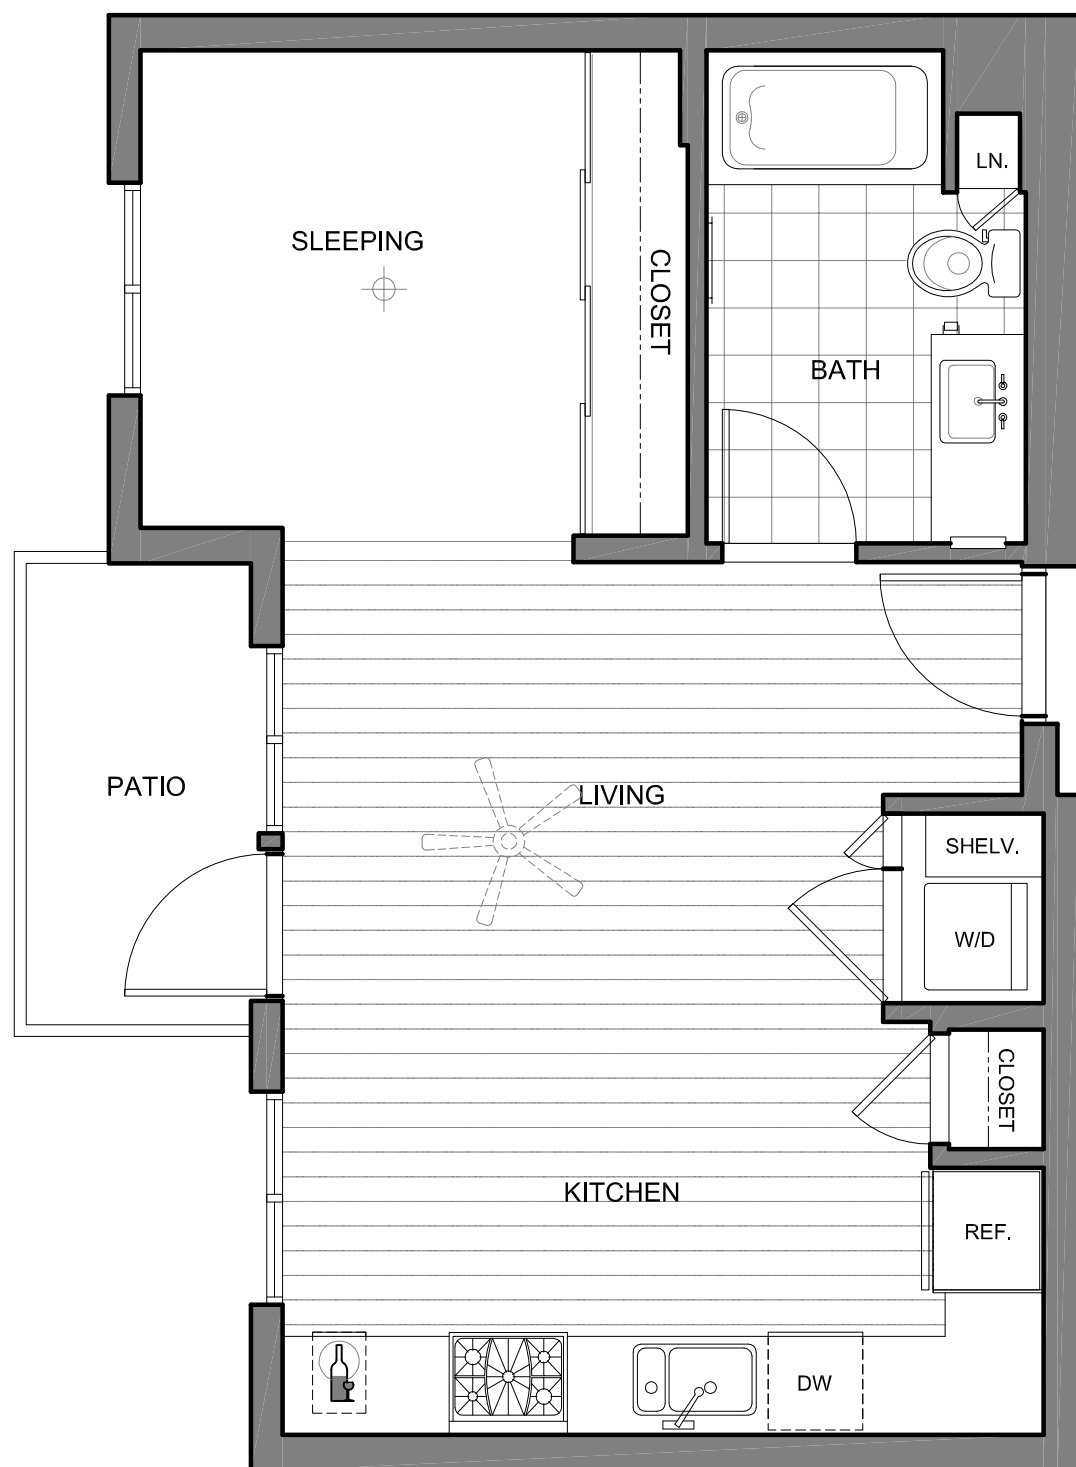 LN.
SLEEPING
CLOSET
BATH
PATIO
LIVING
SHELV.
W/D
CLOSET
KITCHEN
REF.
DW